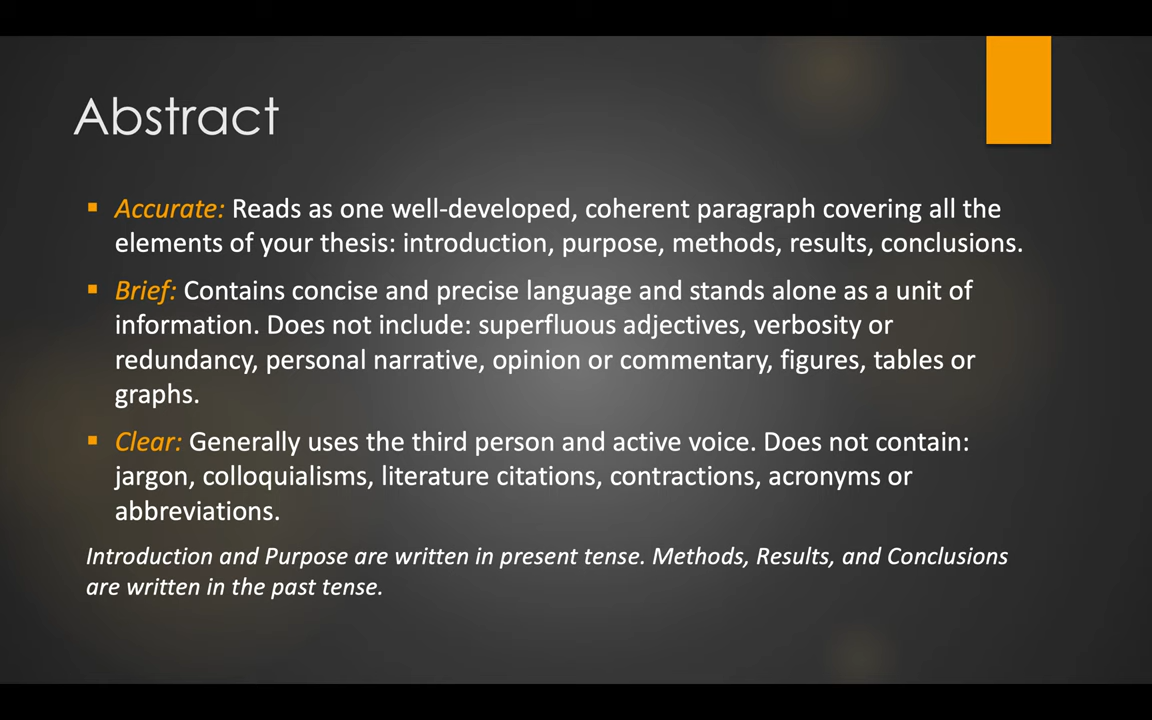 Abstract
▪ Accurate: Reads as one well-developed, coherent paragraph covering all the
elements of your thesis: introduction, purpose, methods, results, conclusions.
▪ Brief: Contains concise and precise language and stands alone as a unit of
information. Does not include: superfluous adjectives, verbosity or
redundancy, personal narrative, opinion or commentary, figures, tables or
graphs.
▪ Clear: Generally uses the third person and active voice. Does not contain:
jargon, colloquialisms, literature citations, contractions, acronyms or
abbreviations.
Introduction and Purpose are written in present tense. Methods, Results, and Conclusions
are written in the past tense.